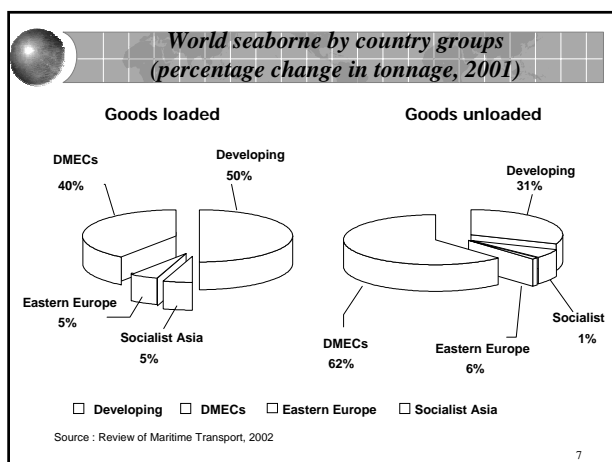 World seaborne by country groups
(percentage change in tonnage, 2001)
Goods loaded
DMECs
40%
Developing
50%
Eastern Europe
5%
Socialist Asia
5%
Goods unloaded
Developing
31%
Socialist
1%
DMECs
62%
Eastern Europe
6%
Developing DMECs Eastern Europe Socialist Asia
Source : Review of Maritime Transport, 2002
7